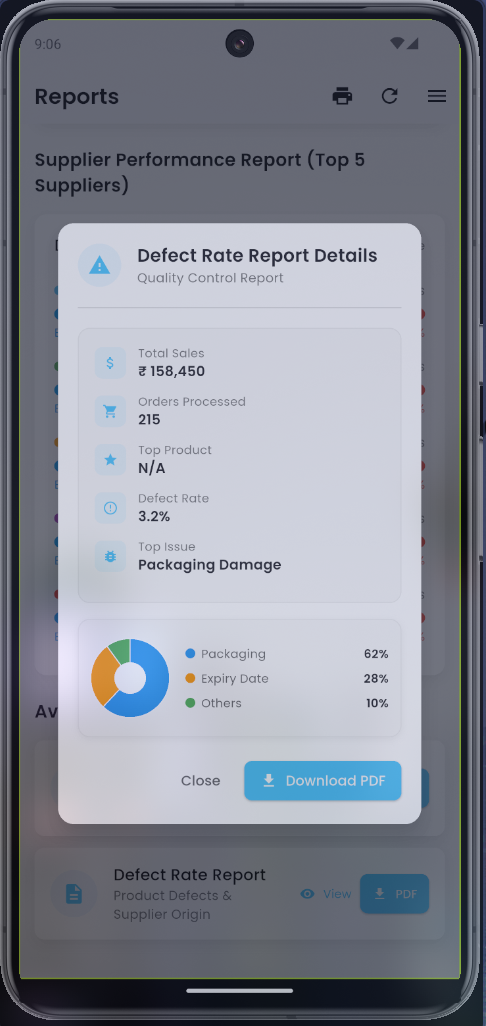 9:06
Reports
Supplier Performance Report (Top 5
Suppliers)
Defect Rate Report Details
Quality Control Report
Total Sales
₹ 158,450
Orders Processed
215
Top Product
N/A
Defect Rate
3.2%
Top Issue
Packaging Damage
Packaging 62%
Expiry Date 28%
Others 10%
Av
Close Download PDF
Defect Rate Report
Product Defects &
Supplier Origin
View PDF